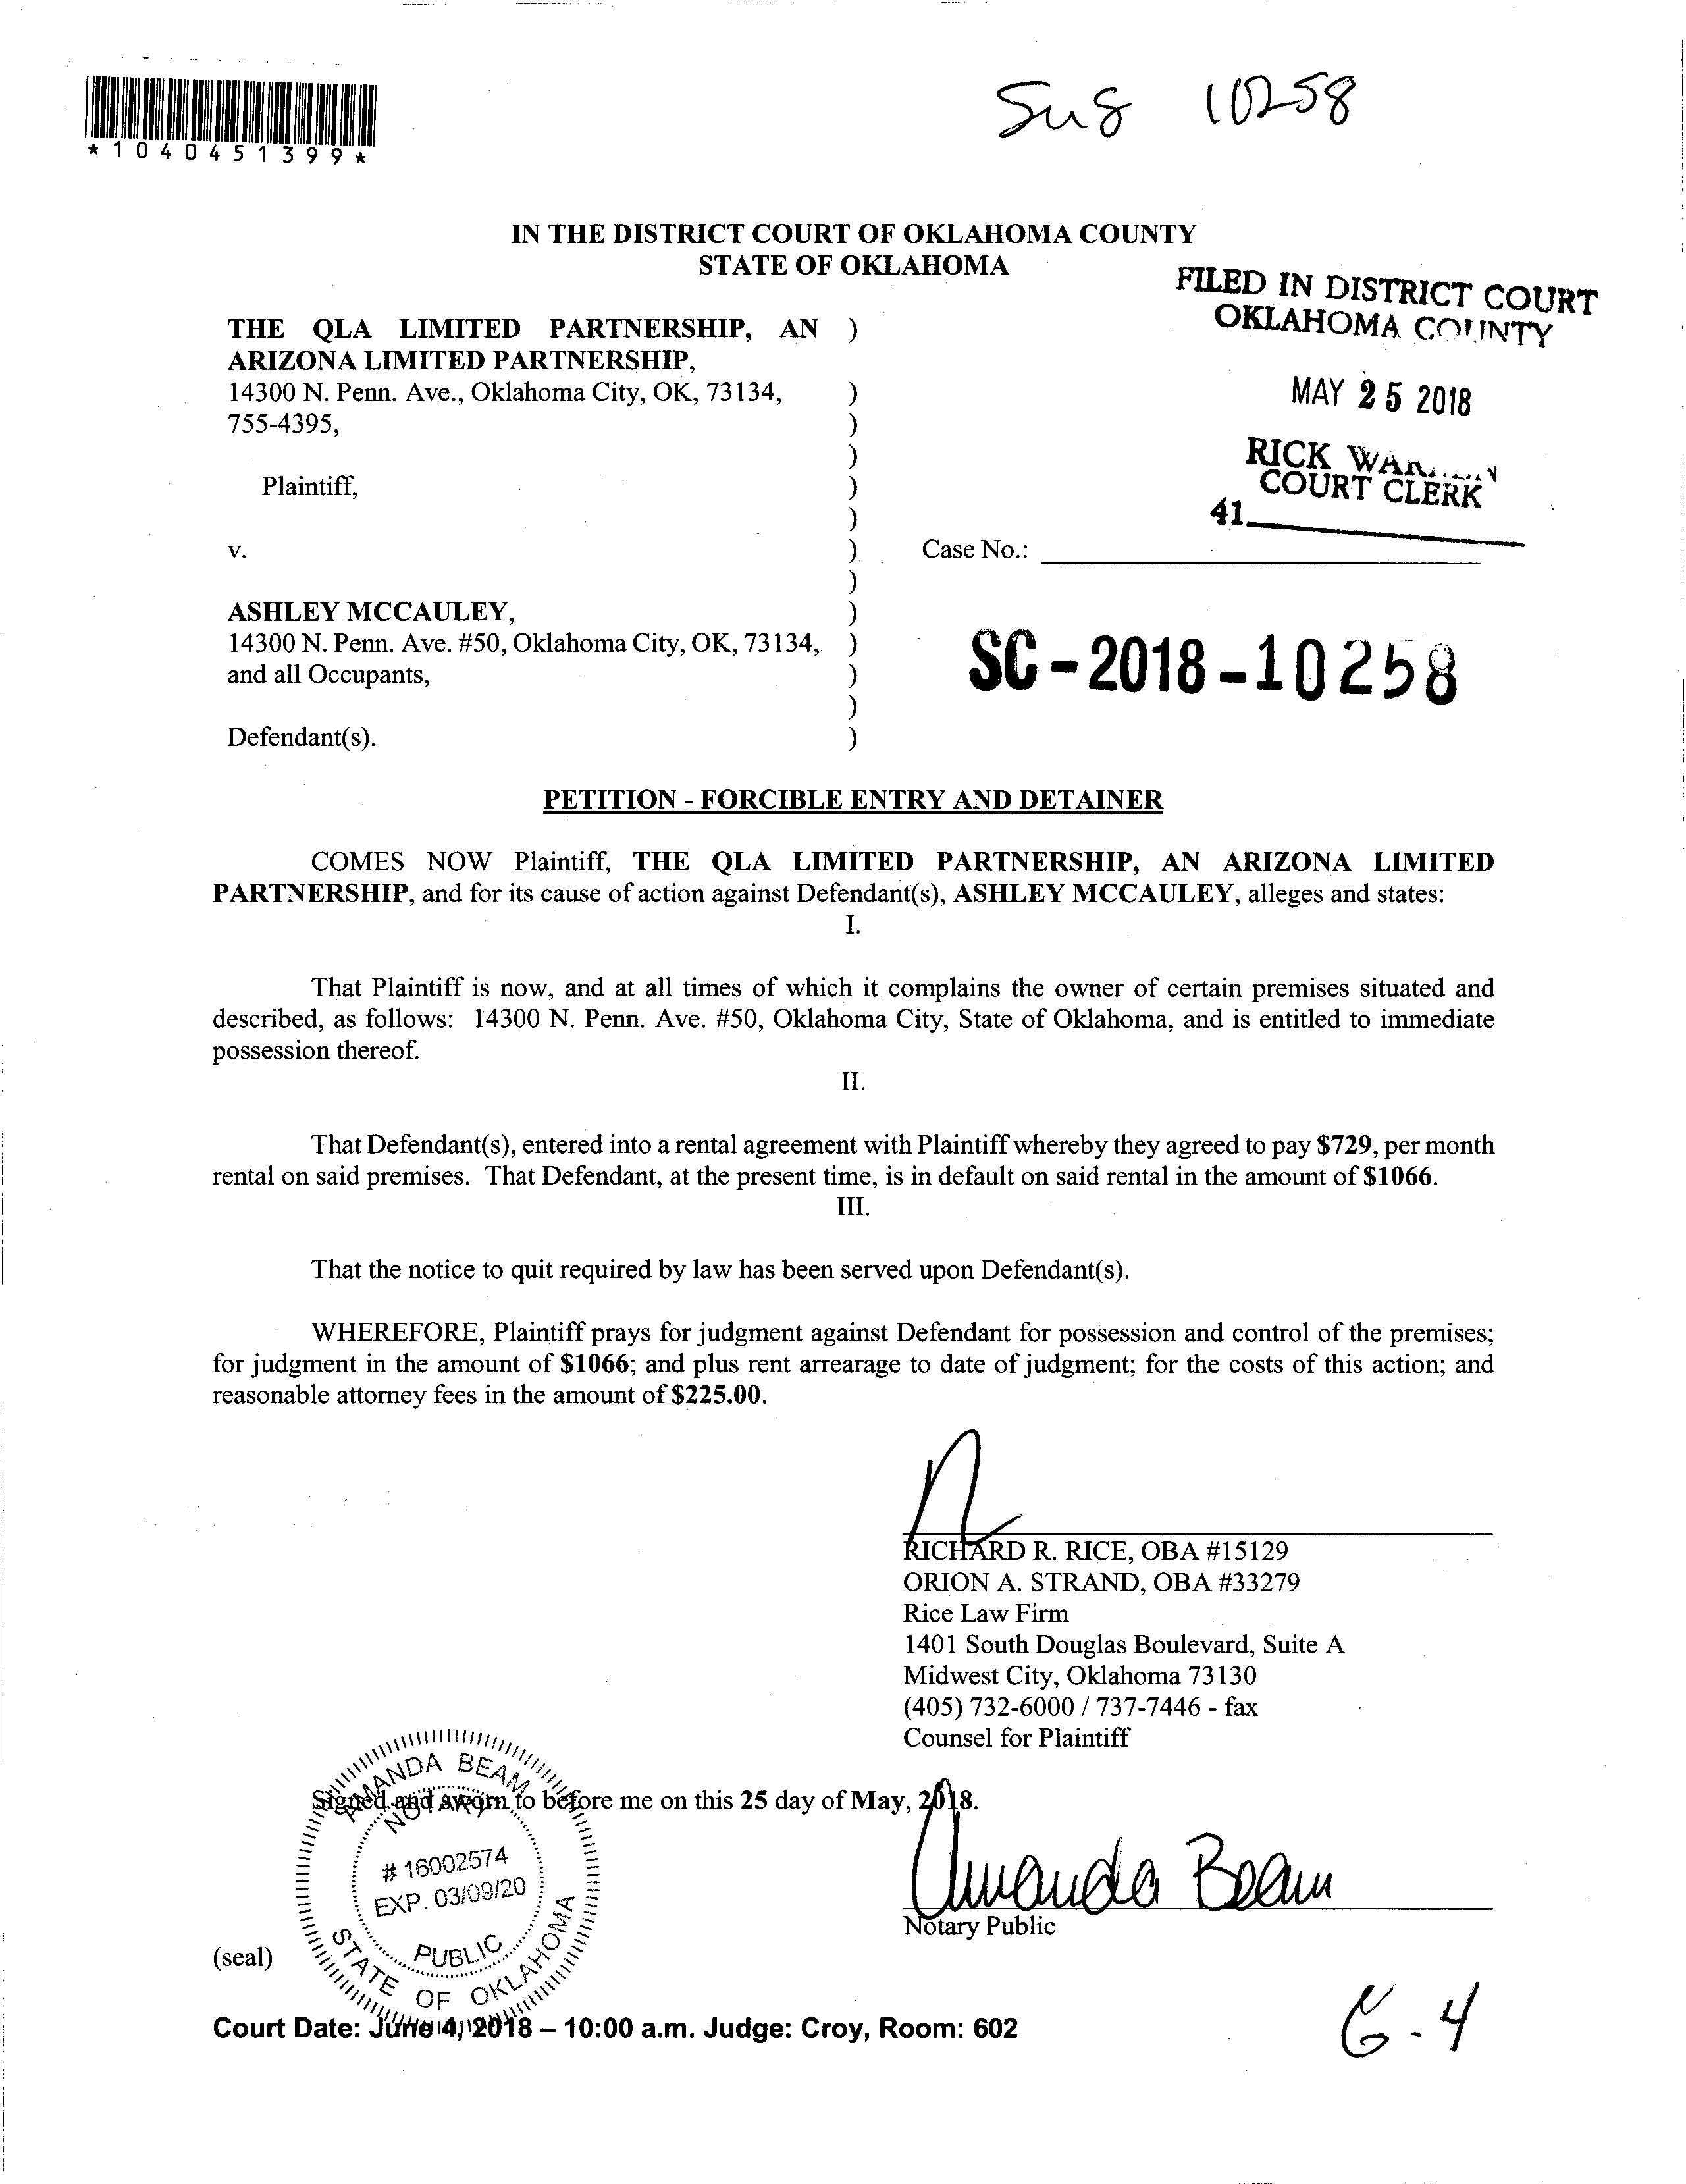 *1040451399*
Sug 10258
IN THE DISTRICT COURT OF OKLAHOMA COUNTY
STATE OF OKLAHOMA
FILED IN DISTRICT COURT
OKLAHOMA COUNTY
MAY 25 2018
RICK
COURT CLERK
41
THE QLA LIMITED PARTNERSHIP, AN )
ARIZONA LIMITED PARTNERSHIP,
14300 N. Penn. Ave., Oklahoma City, OK, 73134, )
755-4395, )
)
Plaintiff, )
)
v. ) Case No.:
)
ASHLEY MCCAULEY, )
14300 N. Penn. Ave. #50, Oklahoma City, OK, 73134, )
and all Occupants, )
)
Defendant(s). )
SC-2018-10258
PETITION - FORCIBLE ENTRY AND DETAINER
COMES NOW Plaintiff, THE QLA LIMITED PARTNERSHIP, AN ARIZONA LIMITED
PARTNERSHIP, and for its cause of action against Defendant(s), ASHLEY MCCAULEY, alleges and states:
I.
That Plaintiff is now, and at all times of which it complains the owner of certain premises situated and
described, as follows: 14300 N. Penn. Ave. #50, Oklahoma City, State of Oklahoma, and is entitled to immediate
possession thereof.
II.
That Defendant(s), entered into a rental agreement with Plaintiff whereby they agreed to pay $729, per month
rental on said premises. That Defendant, at the present time, is in default on said rental in the amount of $1066.
III.
That the notice to quit required by law has been served upon Defendant(s).
WHEREFORE, Plaintiff prays for judgment against Defendant for possession and control of the premises;
for judgment in the amount of $1066; and plus rent arrearage to date of judgment; for the costs of this action; and
reasonable attorney fees in the amount of $225.00.
RICHARD R. RICE, OBA #15129
ORION A. STRAND, OBA #33279
Rice Law Firm
1401 South Douglas Boulevard, Suite A
Midwest City, Oklahoma 73130
(405) 732-6000 / 737-7446 - fax
Counsel for Plaintiff
Signed and sworn to before me on this 25 day of May, 2018.
AMANDA BEAM
NOTARY
# 16002574
EXP. 03/09/20
PUBLIC
STATE OF OKLAHOMA
Amanda Beam
Notary Public
(seal)
Court Date: June 4, 2018 – 10:00 a.m. Judge: Croy, Room: 602
6-4